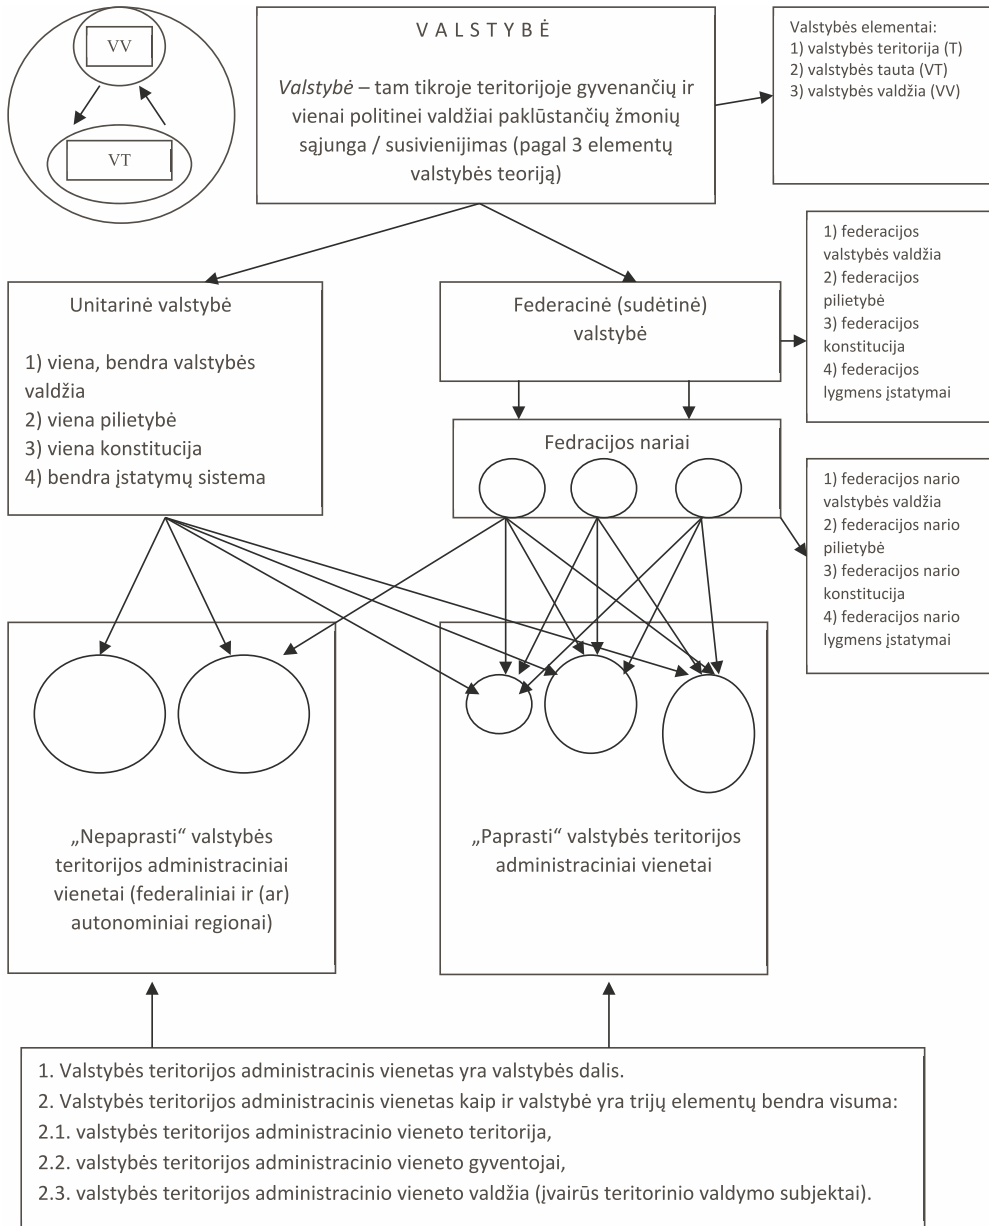 VV
VT
V A L S T Y B Ė
Valstybė – tam tikroje teritorijoje gyvenančių ir
vienai politinei valdžiai paklūstančių žmonių
sąjunga / susivienijimas (pagal 3 elementų
valstybės teoriją)
Valstybės elementai:
1) valstybės teritorija (T)
2) valstybės tauta (VT)
3) valstybės valdžia (VV)
Unitarinė valstybė
1) viena, bendra valstybės
valdžia
2) viena pilietybė
3) viena konstitucija
4) bendra įstatymų sistema
Federacinė (sudėtinė)
valstybė
1) federacijos
valstybės valdžia
2) federacijos
pilietybė
3) federacijos
konstitucija
4) federacijos
lygmens įstatymai
Fedracijos nariai
1) federacijos nario
valstybės valdžia
2) federacijos nario
pilietybė
3) federacijos nario
konstitucija
4) federacijos nario
lygmens įstatymai
„Nepaprasti“ valstybės
teritorijos administraciniai
vienetai (federaliniai ir (ar)
autonominiai regionai)
„Paprasti“ valstybės teritorijos
administraciniai vienetai
1. Valstybės teritorijos administracinis vienetas yra valstybės dalis.
2. Valstybės teritorijos administracinis vienetas kaip ir valstybė yra trijų elementų bendra visuma:
2.1. valstybės teritorijos administracinio vieneto teritorija,
2.2. valstybės teritorijos administracinio vieneto gyventojai,
2.3. valstybės teritorijos administracinio vieneto valdžia (įvairūs teritorinio valdymo subjektai).